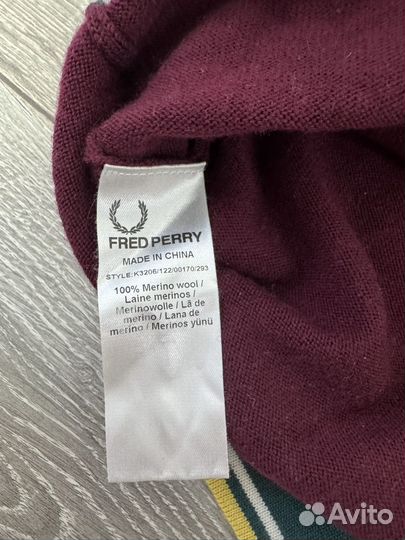 FRED PERRY
MADE IN CHINA
STYLE:K3206/122/00170/293
100% Merino wool /
Laine merinos /
Merinowolle / Lã de
merino / Lana de
merino / Merinos yünü
Avito